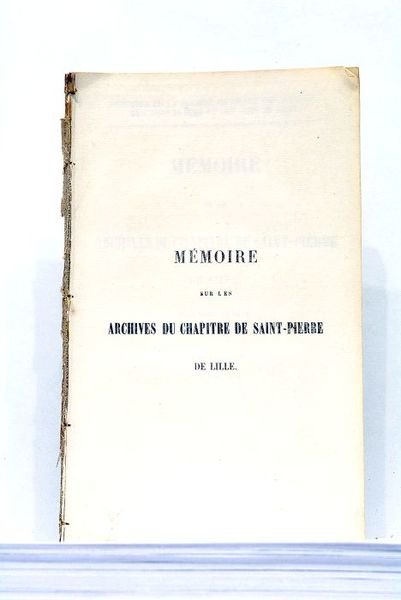 MÉMOIRE
SUR LES
ARCHIVES DU CHAPITRE DE SAINT-PIERRE
DE LILLE.